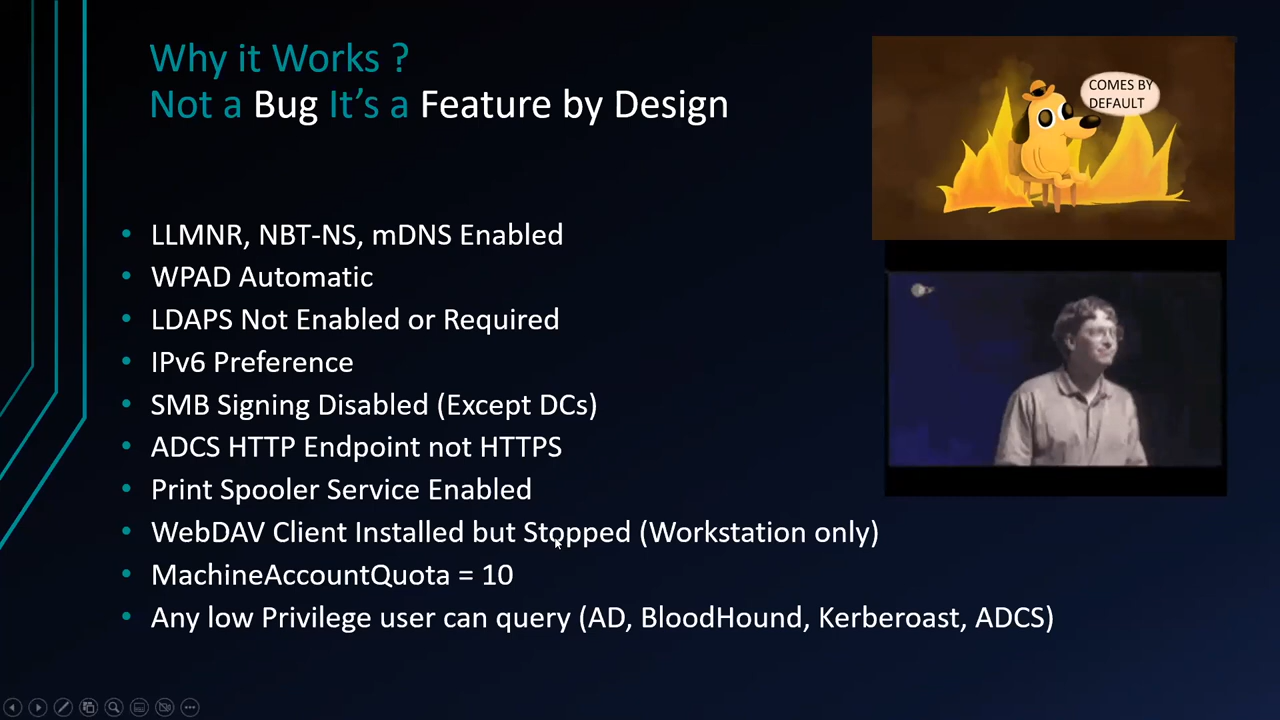 Why it Works ?
Not a Bug It's a Feature by Design
COMES BY
DEFAULT
• LLMNR, NBT-NS, mDNS Enabled
• WPAD Automatic
• LDAPS Not Enabled or Required
• IPv6 Preference
• SMB Signing Disabled (Except DCs)
• ADCS HTTP Endpoint not HTTPS
• Print Spooler Service Enabled
• WebDAV Client Installed but Stopped (Workstation only)
• MachineAccountQuota = 10
• Any low Privilege user can query (AD, BloodHound, Kerberoast, ADCS)